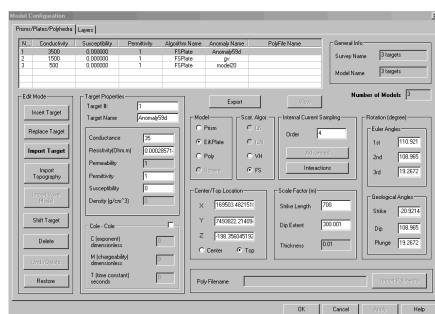 Model Configuration
Prisms/Plates/Polyhedra Layers
N... Conductivity Susceptibility Permittivity Algorithm Name Anomaly Name PolyFile Name
1 3500 0.000000 1 FSPlate Anomaly59d
2 1500 0.000000 1 FSPlate gv
3 500 0.000000 1 FSPlate model20
General Info:
Survey Name 3 targets
Model Name 3 targets
Number of Models: 3
Edit Mode
Insert Target
Replace Target
Import Target
Import Topography
Shift Target
Delete
Undo Delete
Restore
Target Properties
Target #: 1
Target Name Anomaly59d
Conductance 35
Resistivity(Ohm.m) 0.00028571
Permeability 1
Permittivity 1
Susceptibility 0
Density (g/cm^3) 0
Cole - Cole
C (exponent) dimensionless 0
M (chargeability) dimensionless 0
T (time constant) seconds 0
Export
View
Model
Prism
EIKPlate
Poly
Scat. Algor.
LN
VN
FS
Internal Current Sampling
Order 4
Advanced
Interactions
Rotation (degree)
Euler Angles
1st 110.921
2nd 108.965
3rd 19.2672
Geological Angles
Strike -20.9214
Dip 108.965
Plunge 19.2672
Center/Top Location
X
Y
Z -198.356045192
Center Top
Scale Factor (m)
Strike Length 700
Dip Extent 300.001
Thickness 0.01
Poly Filename
OK Cancel Apply Help